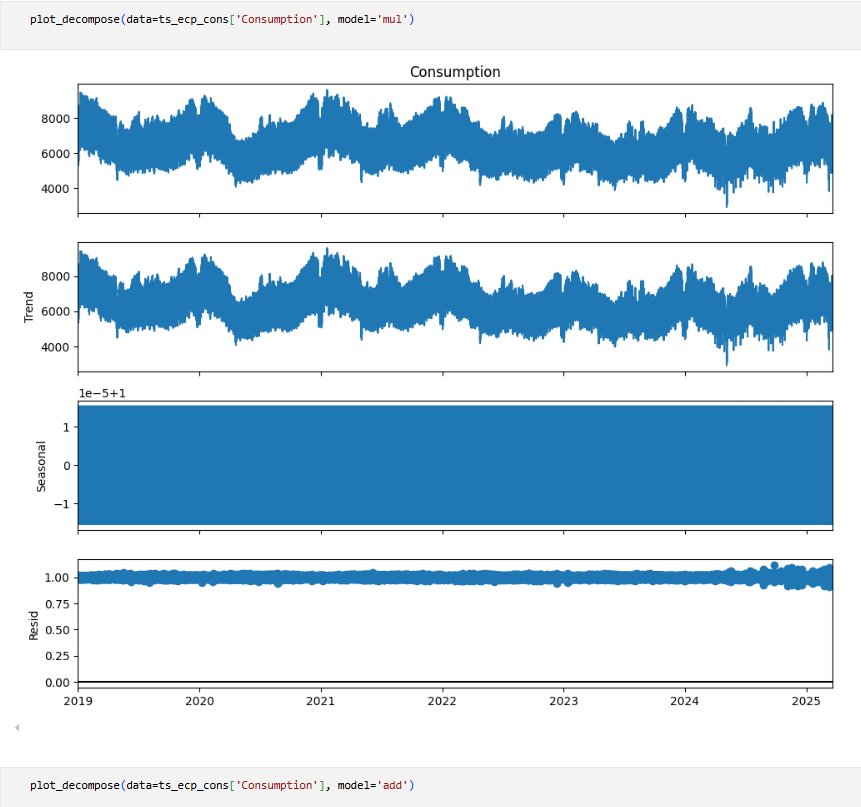 plot_decompose(data=ts_ecp_cons['Consumption'], model='mul')
Consumption
8000
6000
4000
Trend
8000
6000
4000
1e−5+1
Seasonal
1
0
−1
Resid
1.00
0.75
0.50
0.25
0.00
2019 2020 2021 2022 2023 2024 2025
plot_decompose(data=ts_ecp_cons['Consumption'], model='add')